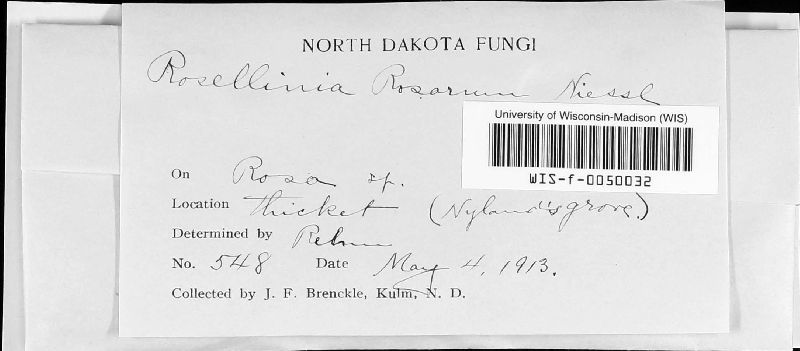 NORTH DAKOTA FUNGI
Rosellinia Rosarum Niessl
University of Wisconsin-Madison (WIS)
WIS-f-0050032
On Rosa sp.
Location thicket (Nyland's grove.)
Determined by Rehm
No. 548 Date May 4, 1913.
Collected by J. F. Brenckle, Kulm, N. D.